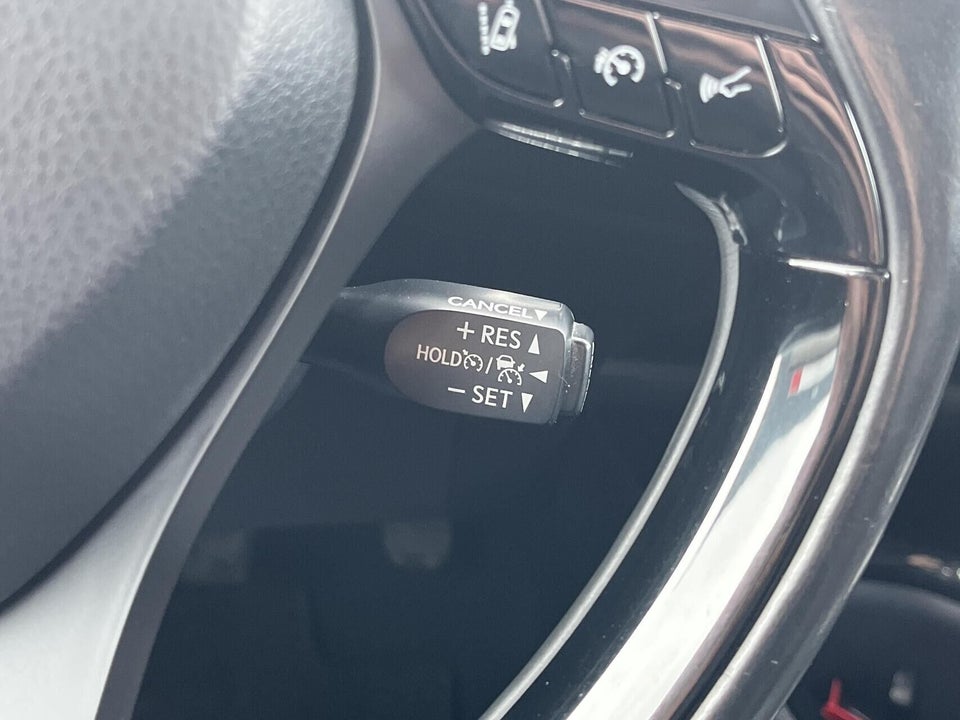 CANCEL▼
+ RES ▲
HOLD / ◀
− SET ▼